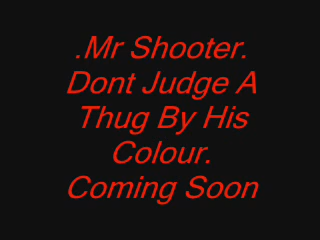 .Mr Shooter.
Dont Judge A
Thug By His
Colour.
Coming Soon